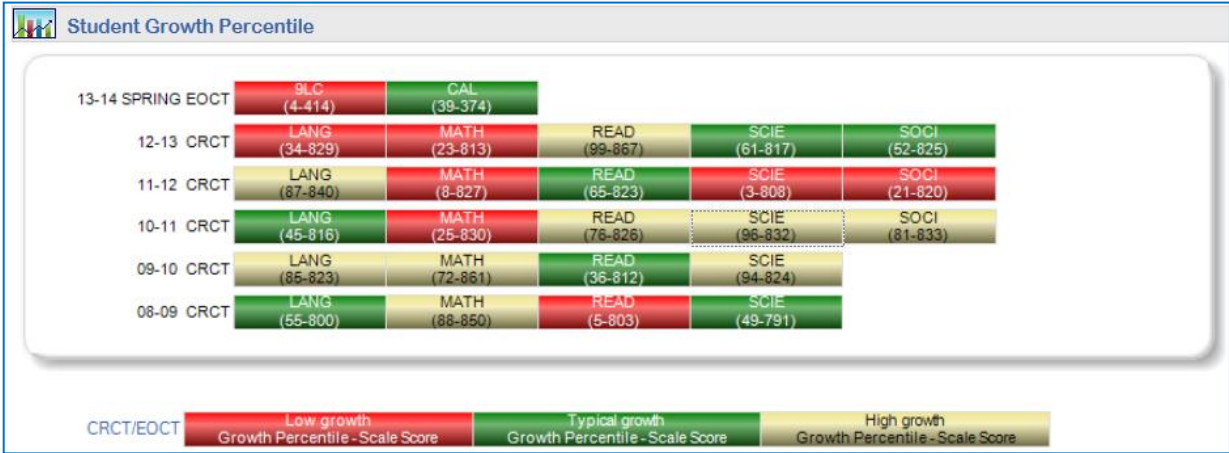 Student Growth Percentile
13-14 SPRING EOCT 9LC CAL
(4-414) (39-374)
12-13 CRCT LANG MATH READ SCIE SOCI
(34-829) (23-813) (99-867) (61-817) (52-825)
11-12 CRCT LANG MATH READ SCIE SOCI
(87-840) (8-827) (65-823) (3-808) (21-820)
10-11 CRCT LANG MATH READ SCIE SOCI
(45-816) (25-830) (76-826) (96-832) (81-833)
09-10 CRCT LANG MATH READ SCIE
(85-823) (72-861) (36-812) (94-824)
08-09 CRCT LANG MATH READ SCIE
(55-800) (88-850) (5-803) (49-791)
CRCT/EOCT Low growth Typical growth High growth
Growth Percentile - Scale Score Growth Percentile - Scale Score Growth Percentile - Scale Score